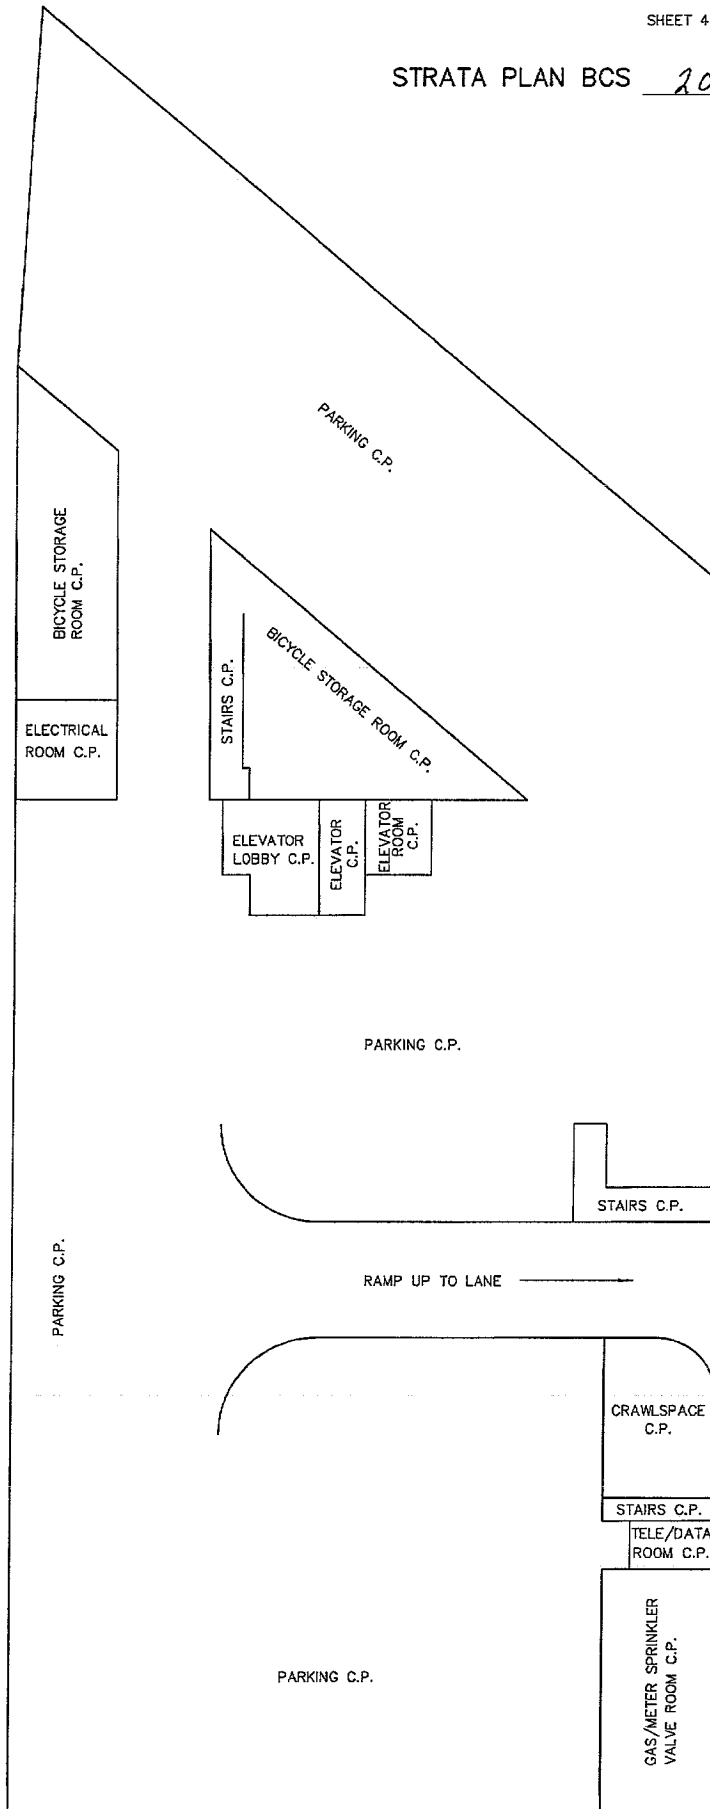 SHEET 4
STRATA PLAN BCS 20
PARKING C.P.
BICYCLE STORAGE
ROOM C.P.
STAIRS C.P.
BICYCLE STORAGE ROOM C.P.
ELECTRICAL
ROOM C.P.
ELEVATOR
LOBBY C.P.
ELEVATOR
C.P.
ELEVATOR
ROOM
C.P.
PARKING C.P.
STAIRS C.P.
PARKING C.P.
RAMP UP TO LANE
CRAWLSPACE
C.P.
STAIRS C.P.
TELE/DATA
ROOM C.P.
GAS/METER SPRINKLER
VALVE ROOM C.P.
PARKING C.P.